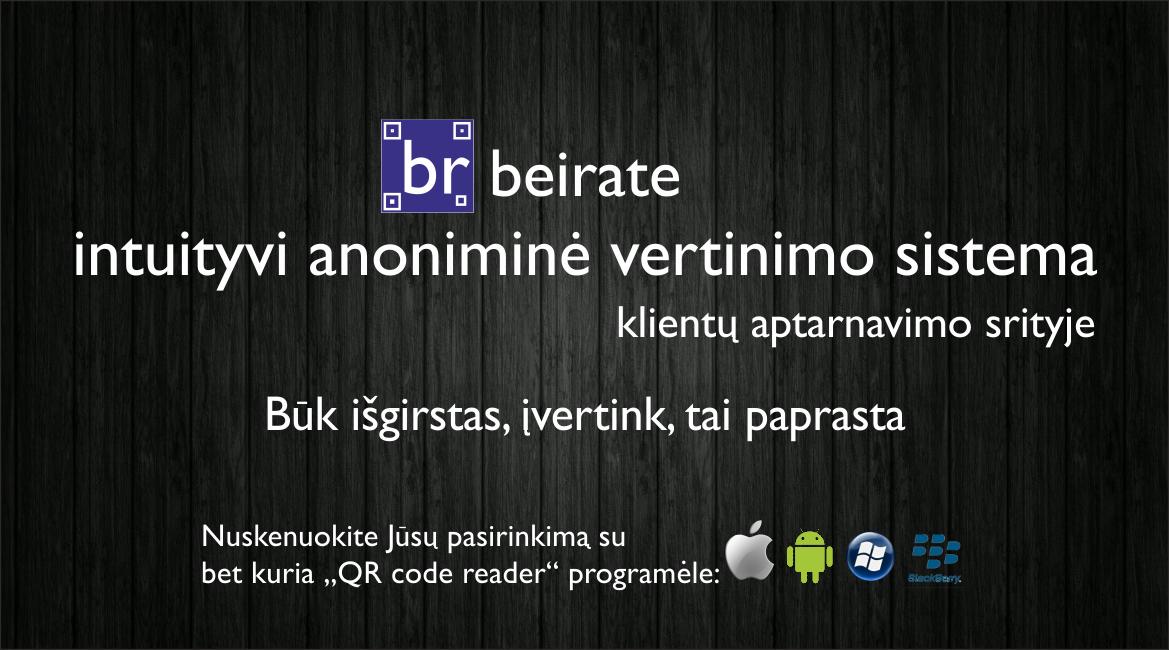 br beirate
intuityvi anoniminė vertinimo sistema
klientų aptarnavimo srityje
Būk išgirstas, įvertink, tai paprasta
Nuskenuokite Jūsų pasirinkimą su
bet kuria „QR code reader“ programėle:
BlackBerry.